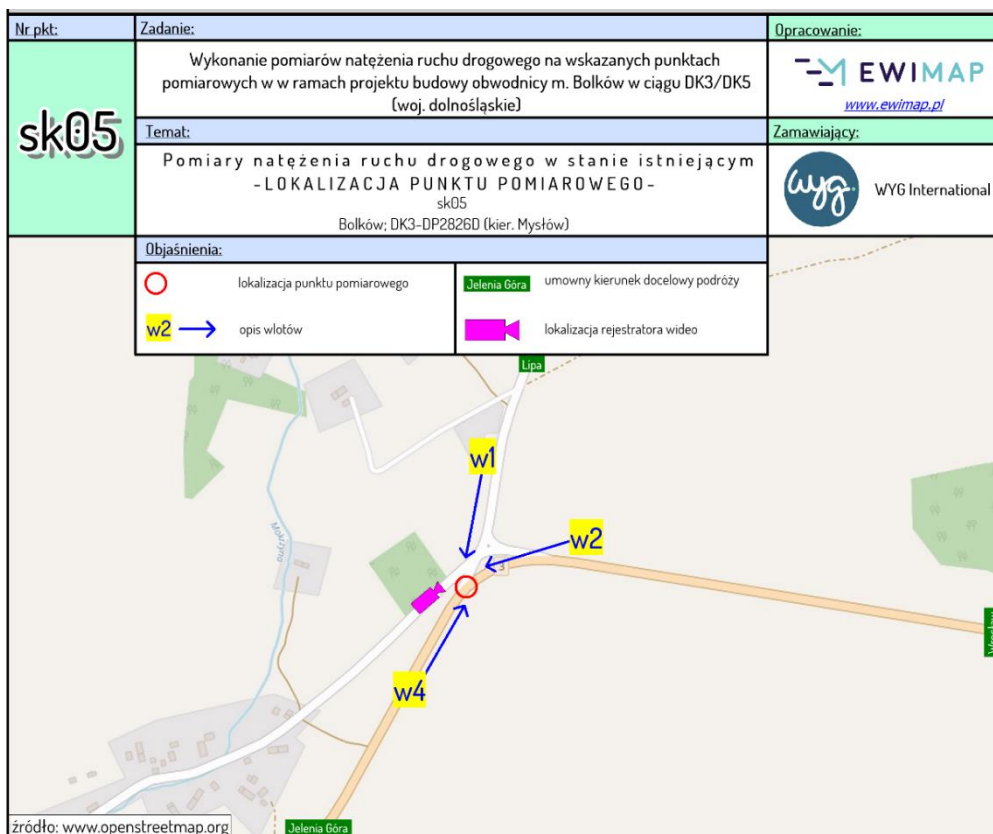 Nr pkt:
Zadanie:
Opracowanie:
sk05
Wykonanie pomiarów natężenia ruchu drogowego na wskazanych punktach
pomiarowych w w ramach projektu budowy obwodnicy m. Bolków w ciągu DK3/DK5
(woj. dolnośląskie)
EWIMAP
www.ewimap.pl
Temat:
Zamawiający:
Pomiary natężenia ruchu drogowego w stanie istniejącym
-LOKALIZACJA PUNKTU POMIAROWEGO-
sk05
Bolków; DK3-DP2826D (kier. Mysłów)
wyg.
WYG International
Objaśnienia:
lokalizacja punktu pomiarowego
Jelenia Góra
umowny kierunek docelowy podróży
w2
opis wlotów
lokalizacja rejestratora wideo
Lipa
w1
w2
3
Mokrzyna
w4
źródło: www.openstreetmap.org
Jelenia Góra